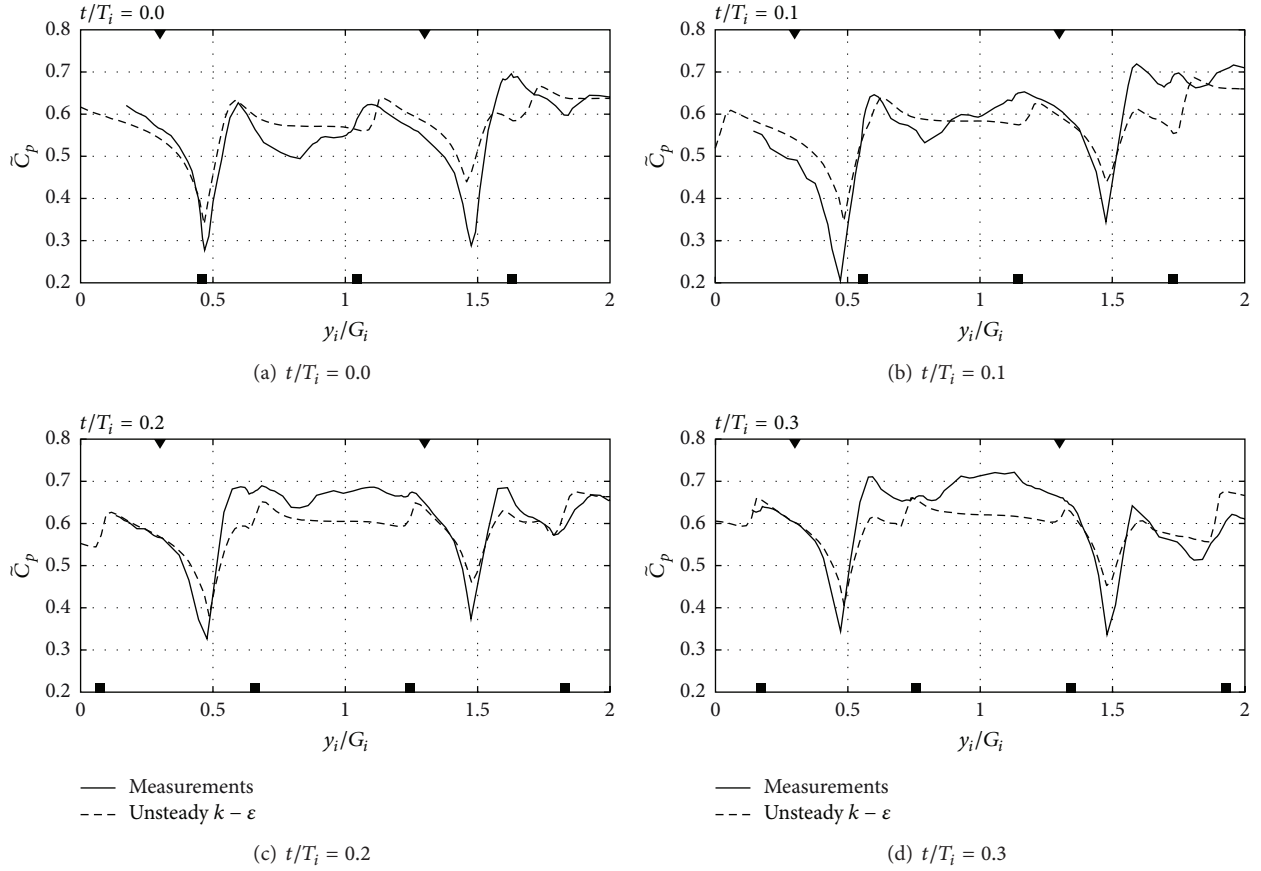 t/T_i = 0.0
0.8
0.7
0.6
0.5
0.4
0.3
0.2
C̃_p
0 0.5 1 1.5 2
y_i/G_i
(a) t/T_i = 0.0
t/T_i = 0.1
0.8
0.7
0.6
0.5
0.4
0.3
0.2
C̃_p
0 0.5 1 1.5 2
y_i/G_i
(b) t/T_i = 0.1
t/T_i = 0.2
0.8
0.7
0.6
0.5
0.4
0.3
0.2
C̃_p
0 0.5 1 1.5 2
y_i/G_i
Measurements
Unsteady k − ε
(c) t/T_i = 0.2
t/T_i = 0.3
0.8
0.7
0.6
0.5
0.4
0.3
0.2
C̃_p
0 0.5 1 1.5 2
y_i/G_i
Measurements
Unsteady k − ε
(d) t/T_i = 0.3